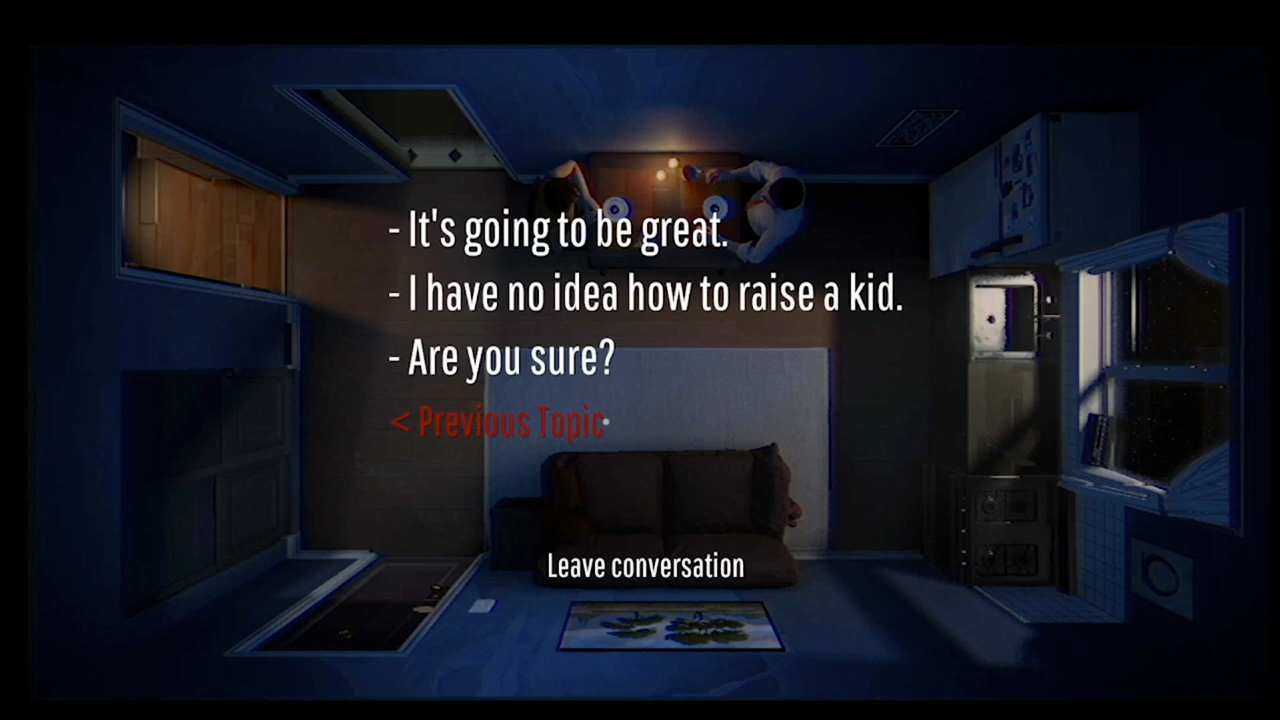 - It's going to be great.
- I have no idea how to raise a kid.
- Are you sure?
< Previous Topic
Leave conversation